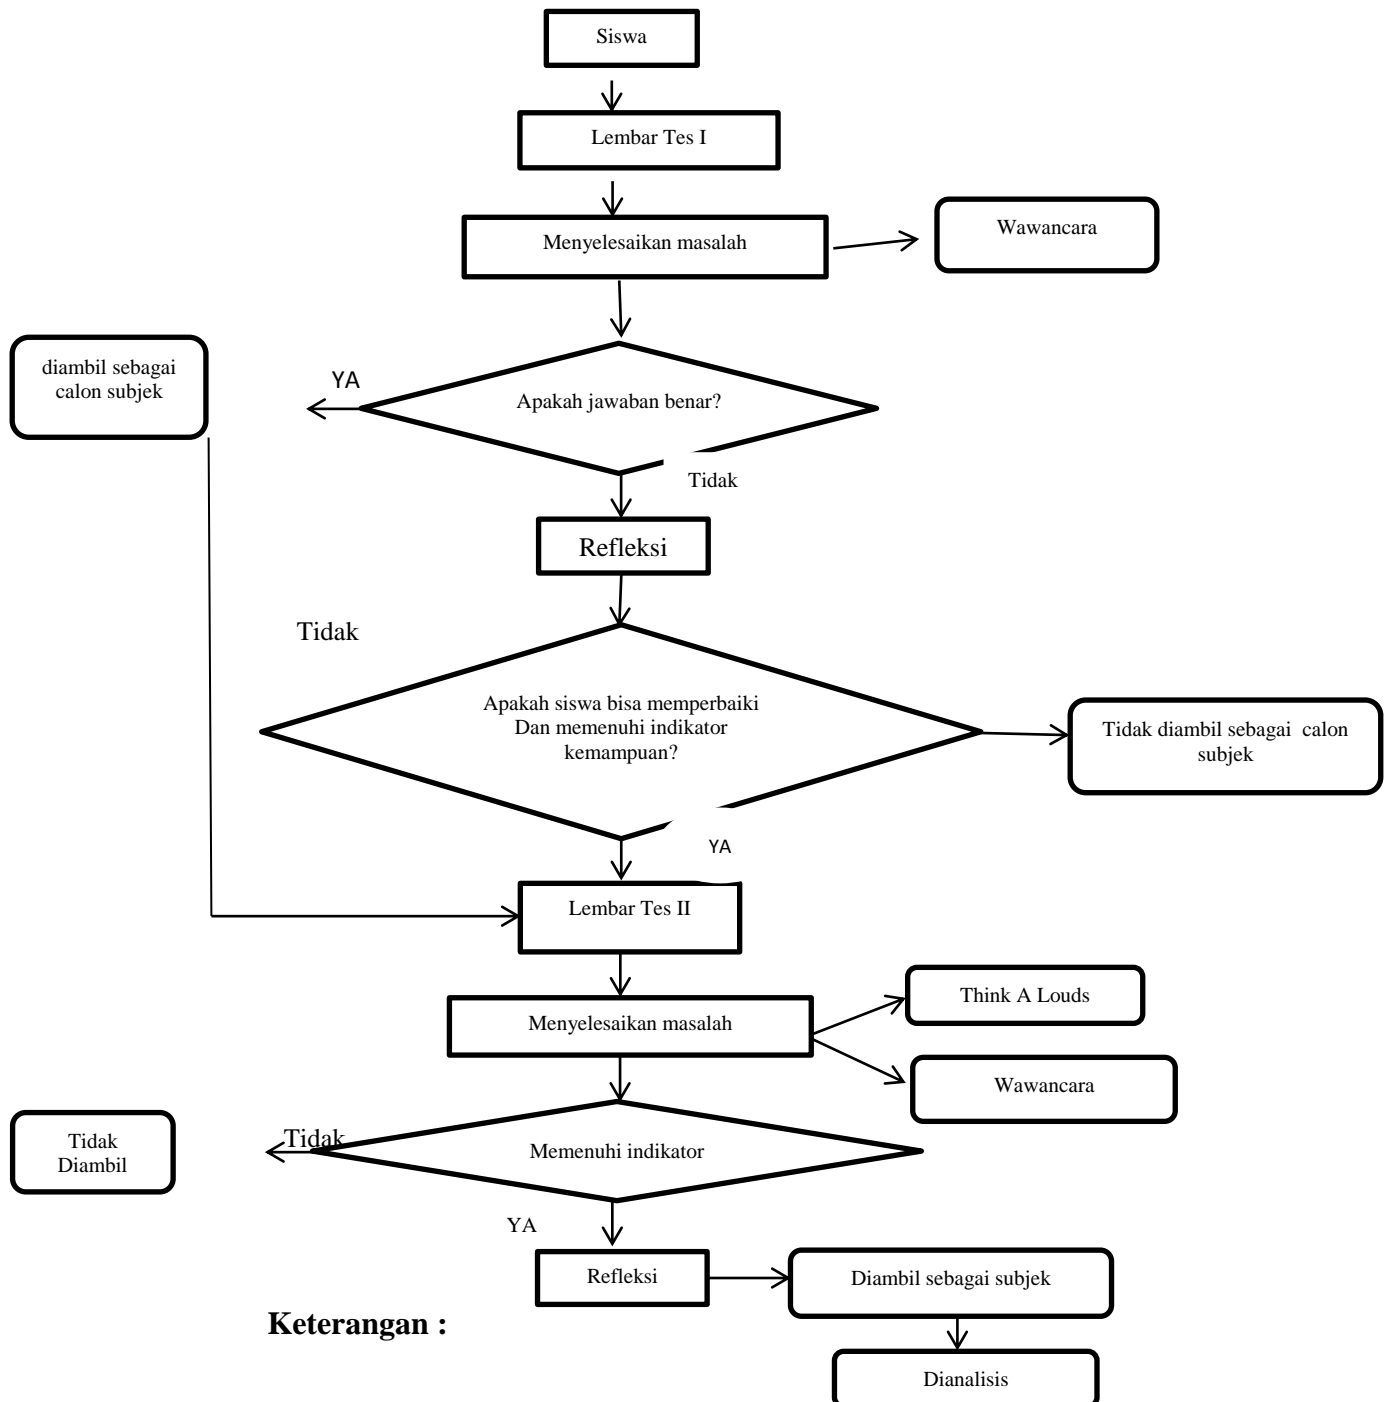 Siswa
Lembar Tes I
Menyelesaikan masalah
Wawancara
diambil sebagai
calon subjek
YA
Apakah jawaban benar?
Tidak
Refleksi
Tidak
Apakah siswa bisa memperbaiki
Dan memenuhi indikator
kemampuan?
Tidak diambil sebagai calon
subjek
YA
Lembar Tes II
Think A Louds
Menyelesaikan masalah
Wawancara
Tidak
Diambil
Tidak
Memenuhi indikator
YA
Refleksi
Diambil sebagai subjek
Keterangan :
Dianalisis